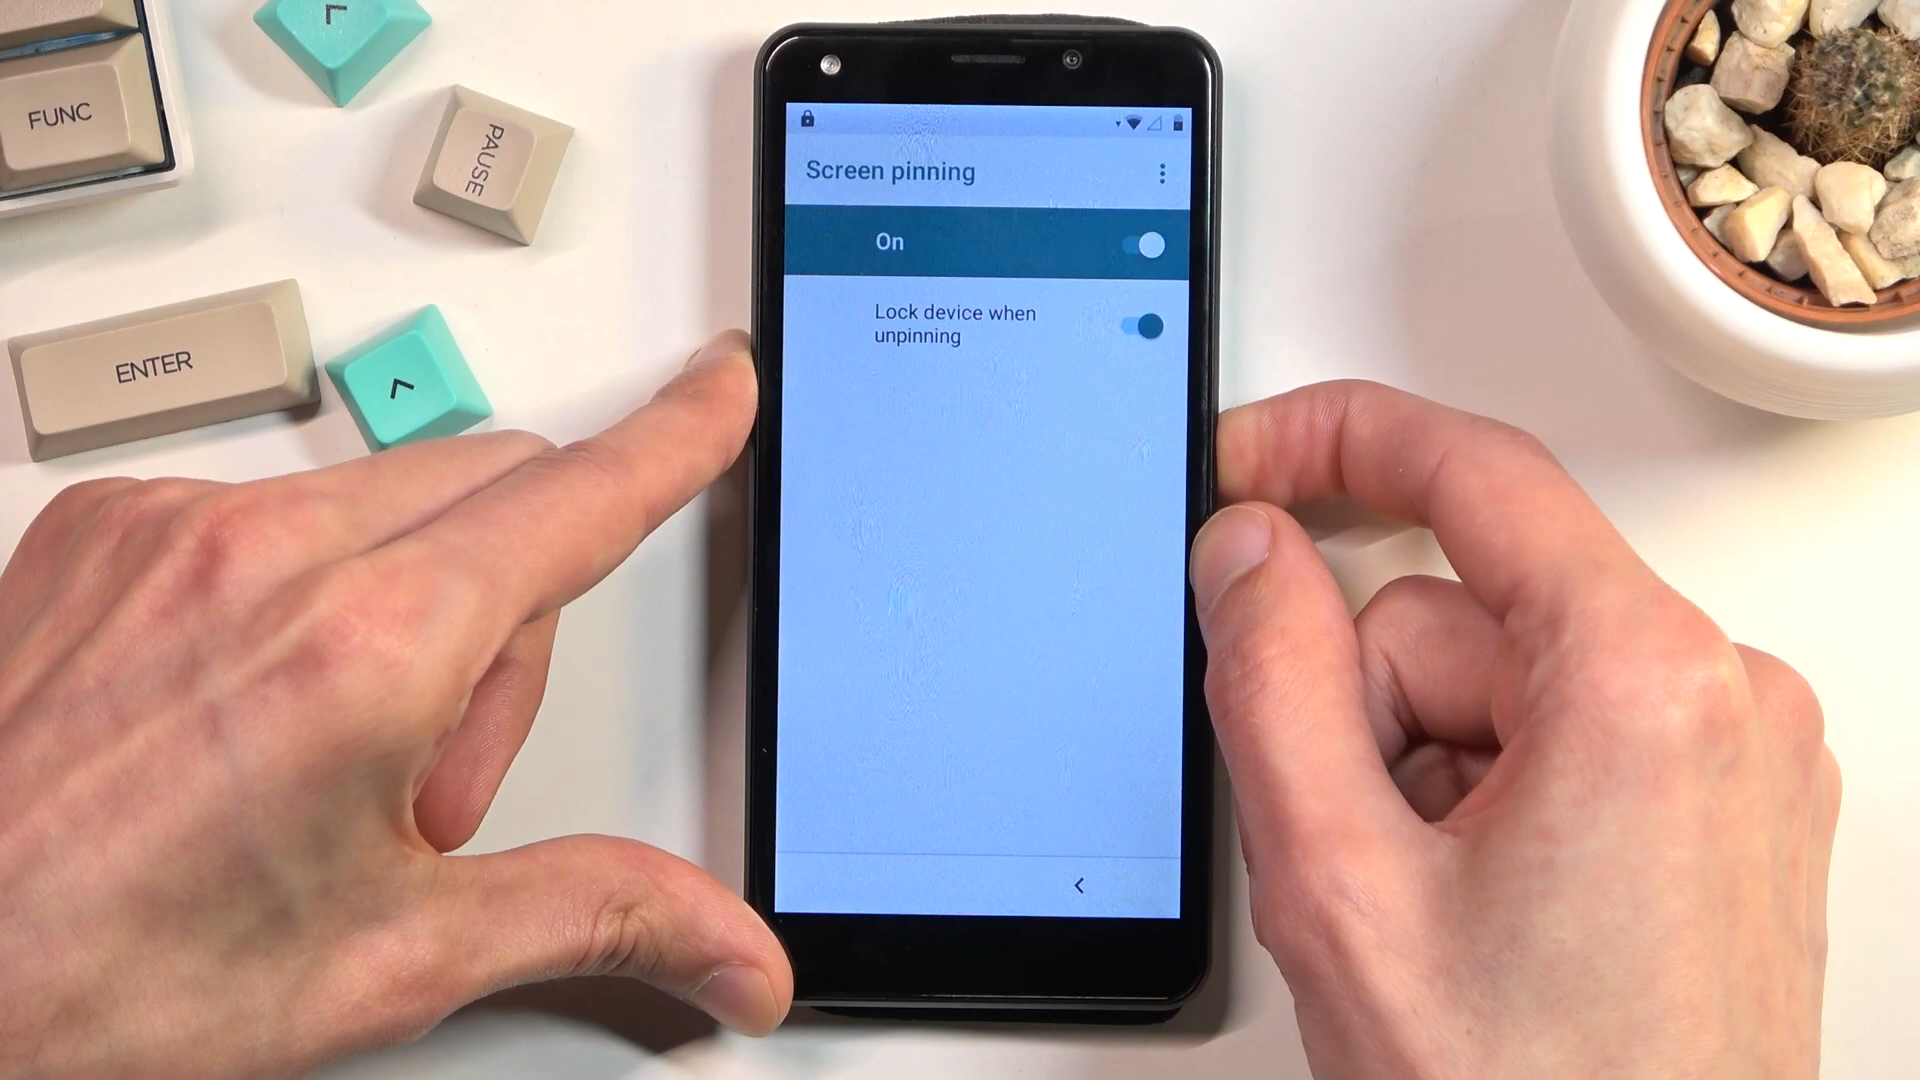 FUNC
PAUSE
ENTER
Screen pinning
On
Lock device when
unpinning